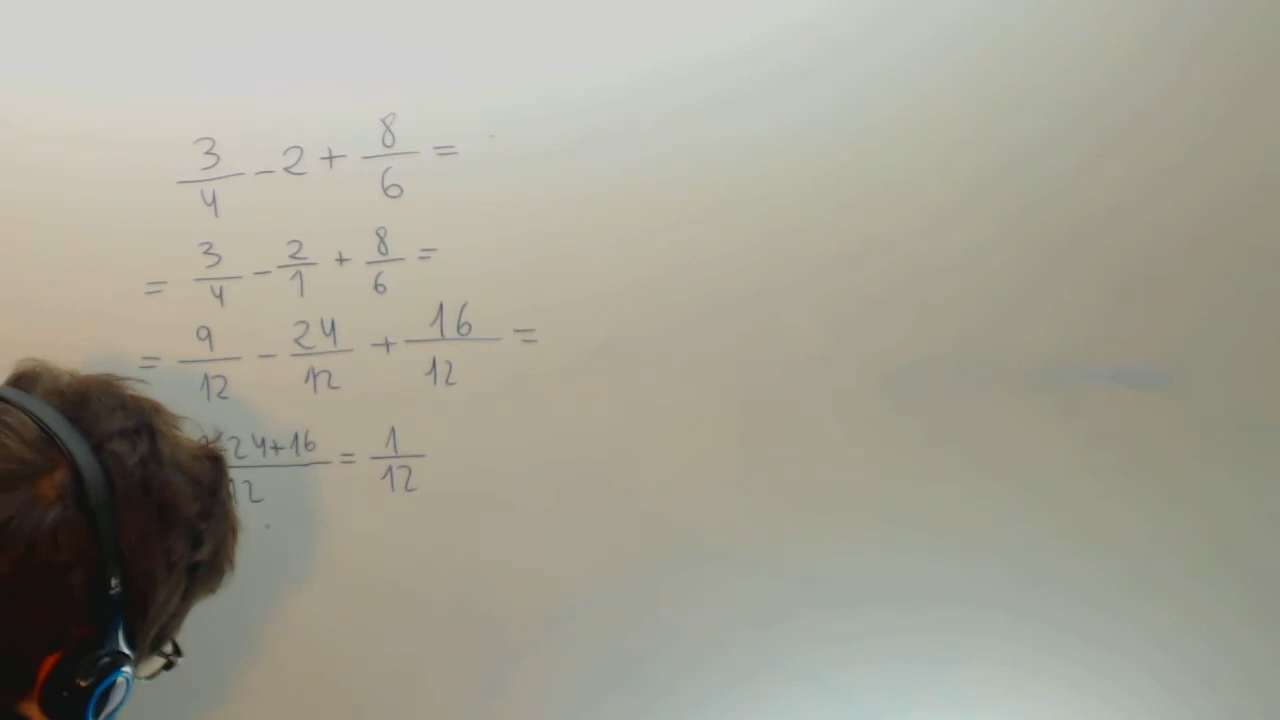 3/4 - 2 + 8/6 =
= 3/4 - 2/1 + 8/6 =
= 9/12 - 24/12 + 16/12 =
24+16/12 = 1/12